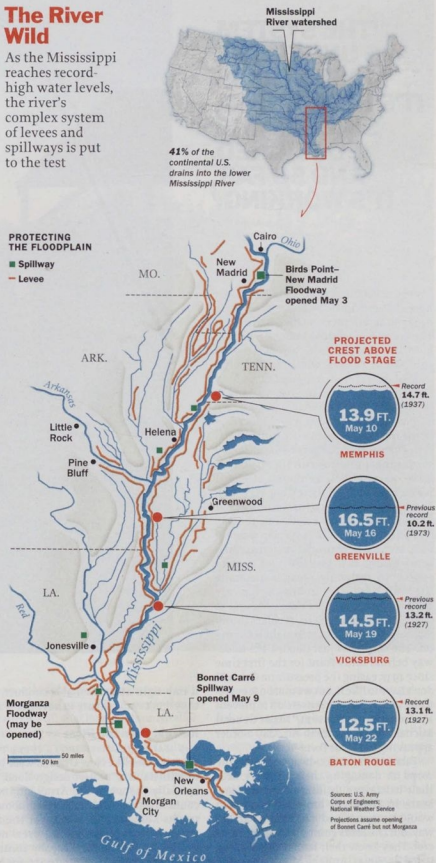 The River
Wild
As the Mississippi
reaches record-
high water levels,
the river's
complex system
of levees and
spillways is put
to the test
Mississippi
River watershed
41% of the
continental U.S.
drains into the lower
Mississippi River
PROTECTING
THE FLOODPLAIN
Spillway
Levee
Cairo
Ohio
New
Madrid
Birds Point–
New Madrid
Floodway
opened May 3
MO.
ARK.
TENN.
Arkansas
Little
Rock
Helena
Pine
Bluff
Greenwood
MISS.
LA.
Red
Jonesville
Mississippi
Morganza
Floodway
(may be
opened)
Bonnet Carré
Spillway
opened May 9
LA.
50 miles
50 km
New
Orleans
Morgan
City
Gulf of Mexico
PROJECTED
CREST ABOVE
FLOOD STAGE
Record
14.7 ft.
(1937)
13.9 FT.
May 10
MEMPHIS
Previous
record
10.2 ft.
(1973)
16.5 FT.
May 16
GREENVILLE
Previous
record
13.2 ft.
(1927)
14.5 FT.
May 19
VICKSBURG
Record
13.1 ft.
(1927)
12.5 FT.
May 22
BATON ROUGE
Sources: U.S. Army
Corps of Engineers;
National Weather Service
Projections assume opening
of Bonnet Carré but not Morganza